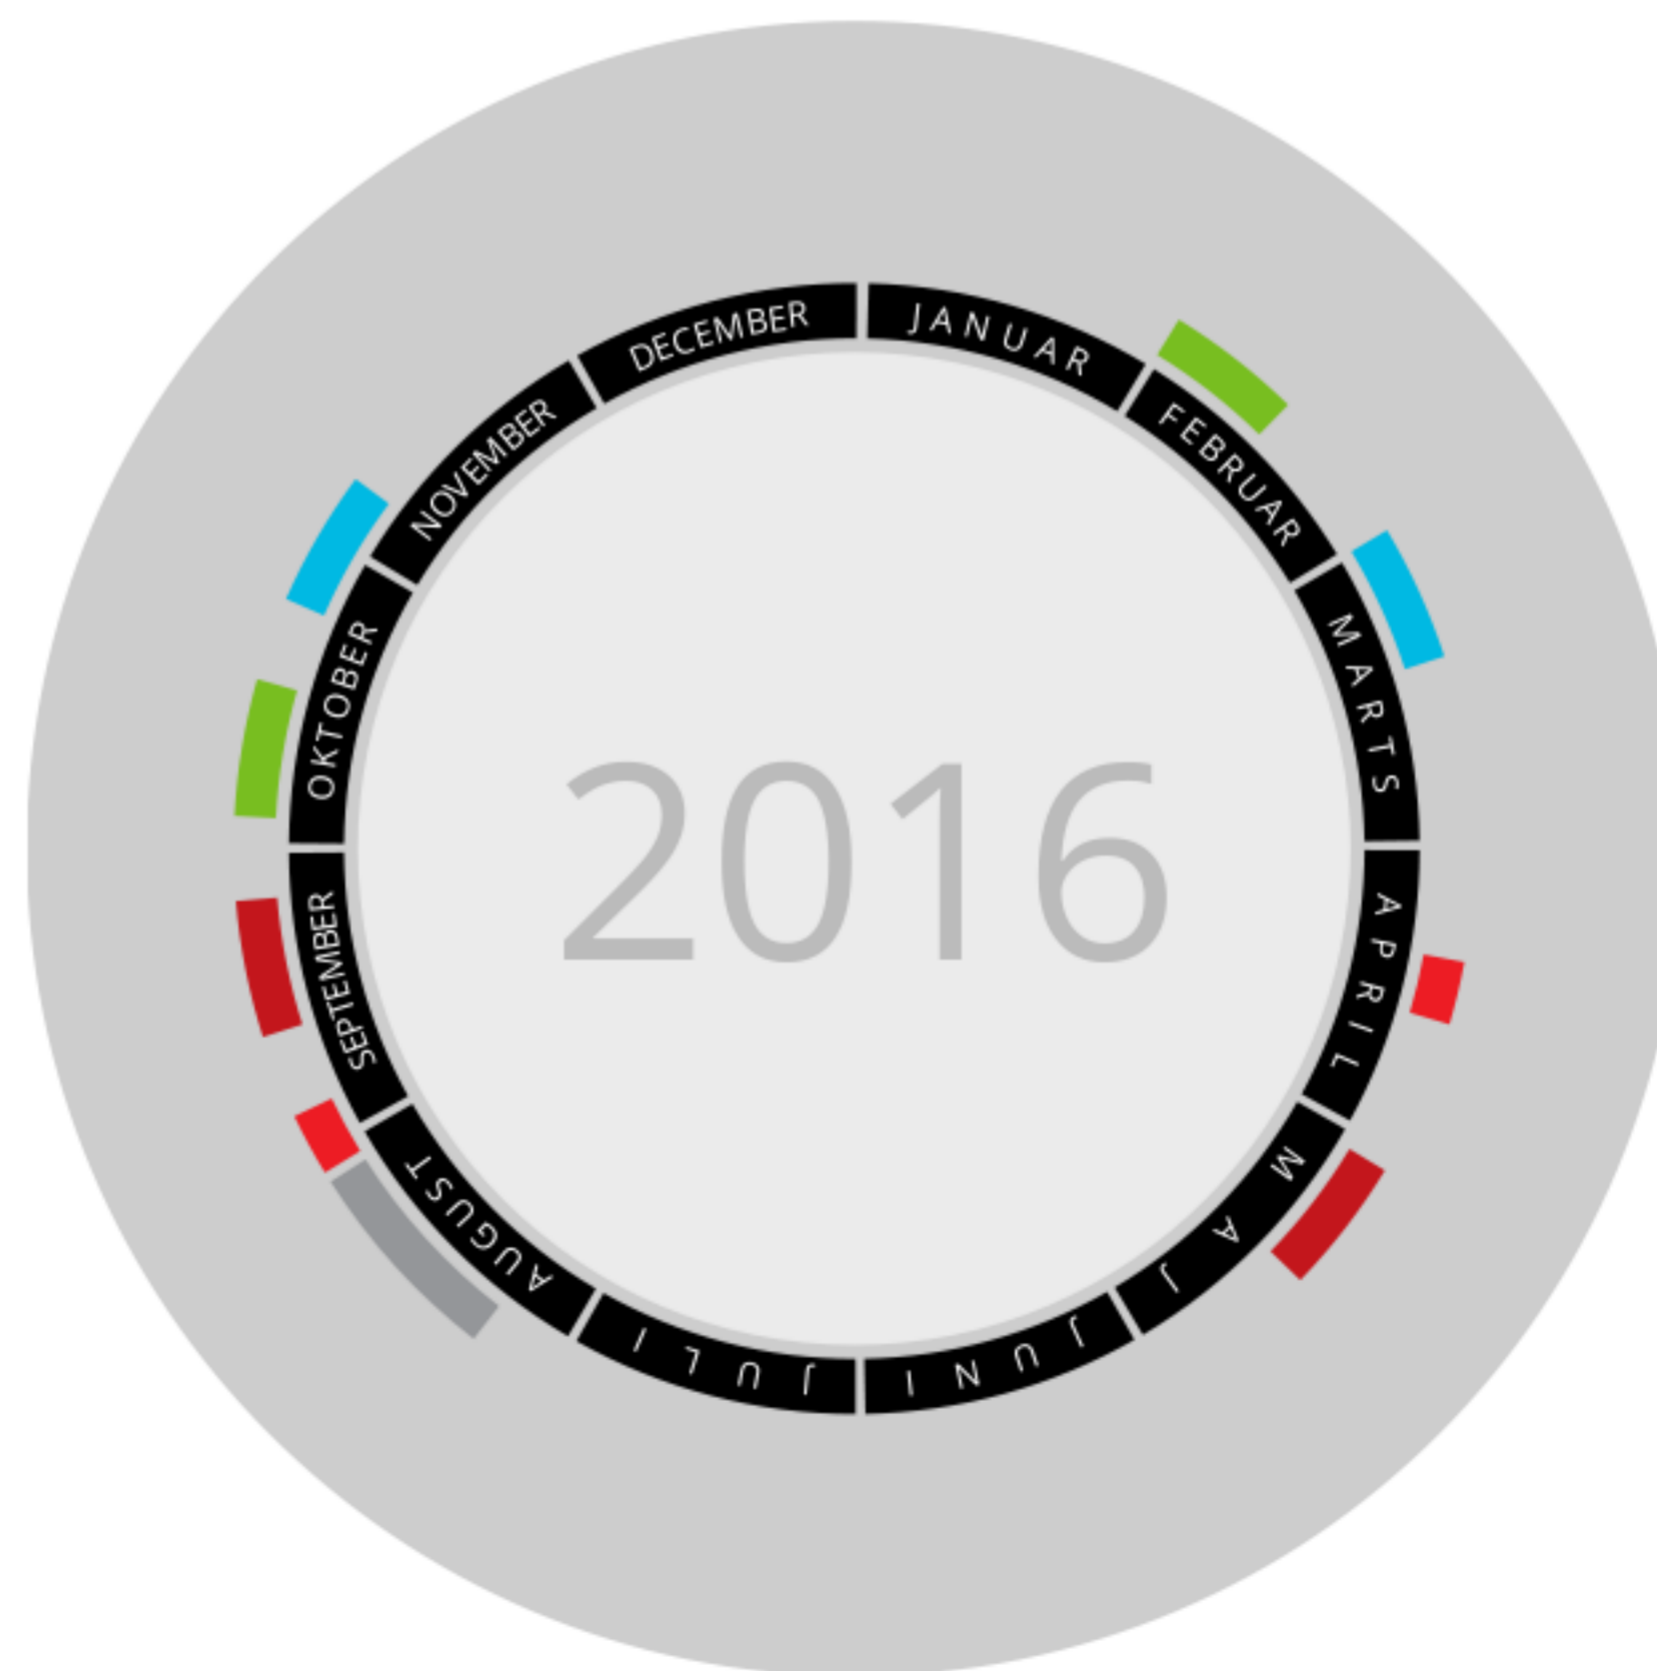 JANUAR
FEBRUAR
MARTS
APRIL
MAJ
JUNI
JULI
AUGUST
SEPTEMBER
OKTOBER
NOVEMBER
DECEMBER
2016